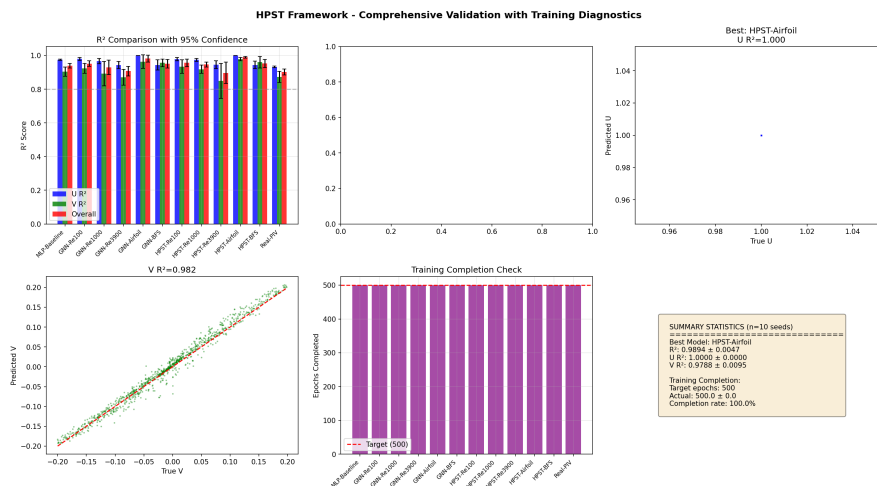 HPST Framework - Comprehensive Validation with Training Diagnostics
R² Comparison with 95% Confidence
R² Score
1.0
0.8
0.6
0.4
0.2
0.0
U R²
V R²
Overall
MLP-Baseline
GNN-Re100
GNN-Re1000
GNN-Re3900
GNN-Airfoil
GNN-BFS
HPST-Re100
HPST-Re1000
HPST-Re3900
HPST-Airfoil
HPST-BFS
Real-PIV
1.0
0.8
0.6
0.4
0.2
0.0
0.0 0.2 0.4 0.6 0.8 1.0
Best: HPST-Airfoil
U R²=1.000
Predicted U
1.04
1.02
1.00
0.98
0.96
0.96 0.98 1.00 1.02 1.04
True U
V R²=0.982
Predicted V
0.20
0.15
0.10
0.05
0.00
−0.05
−0.10
−0.15
−0.20
−0.20 −0.15 −0.10 −0.05 0.00 0.05 0.10 0.15 0.20
True V
Training Completion Check
Epochs Completed
500
400
300
200
100
0
Target (500)
MLP-Baseline
GNN-Re100
GNN-Re1000
GNN-Re3900
GNN-Airfoil
GNN-BFS
HPST-Re100
HPST-Re1000
HPST-Re3900
HPST-Airfoil
HPST-BFS
Real-PIV
SUMMARY STATISTICS (n=10 seeds)
==============================
Best Model: HPST-Airfoil
R²: 0.9894 ± 0.0047
U R²: 1.0000 ± 0.0000
V R²: 0.9788 ± 0.0095
Training Completion:
Target epochs: 500
Actual: 500.0 ± 0.0
Completion rate: 100.0%